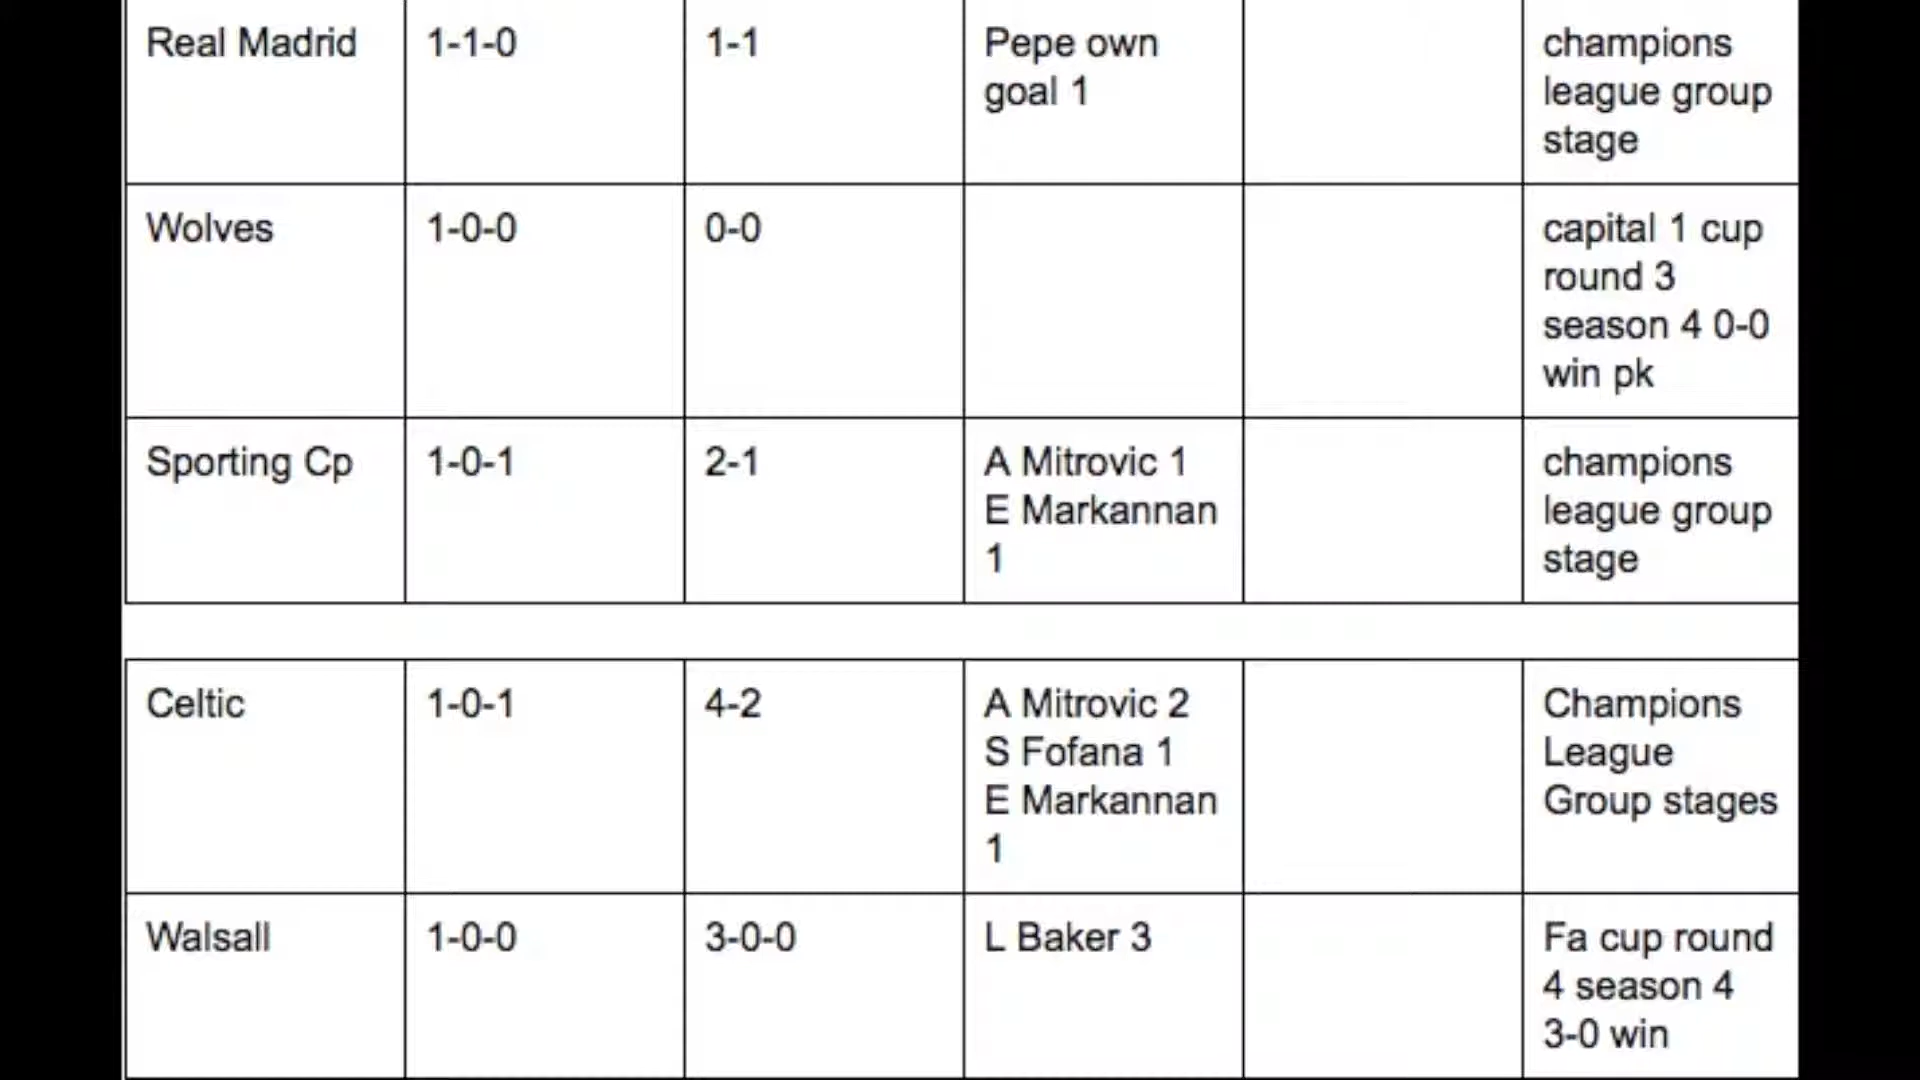 Real Madrid 1-1-0 1-1 Pepe own champions
goal 1 league group
stage
Wolves 1-0-0 0-0 capital 1 cup
round 3
season 4 0-0
win pk
Sporting Cp 1-0-1 2-1 A Mitrovic 1 champions
E Markannan league group
1 stage
Celtic 1-0-1 4-2 A Mitrovic 2 Champions
S Fofana 1 League
E Markannan Group stages
1
Walsall 1-0-0 3-0-0 L Baker 3 Fa cup round
4 season 4
3-0 win